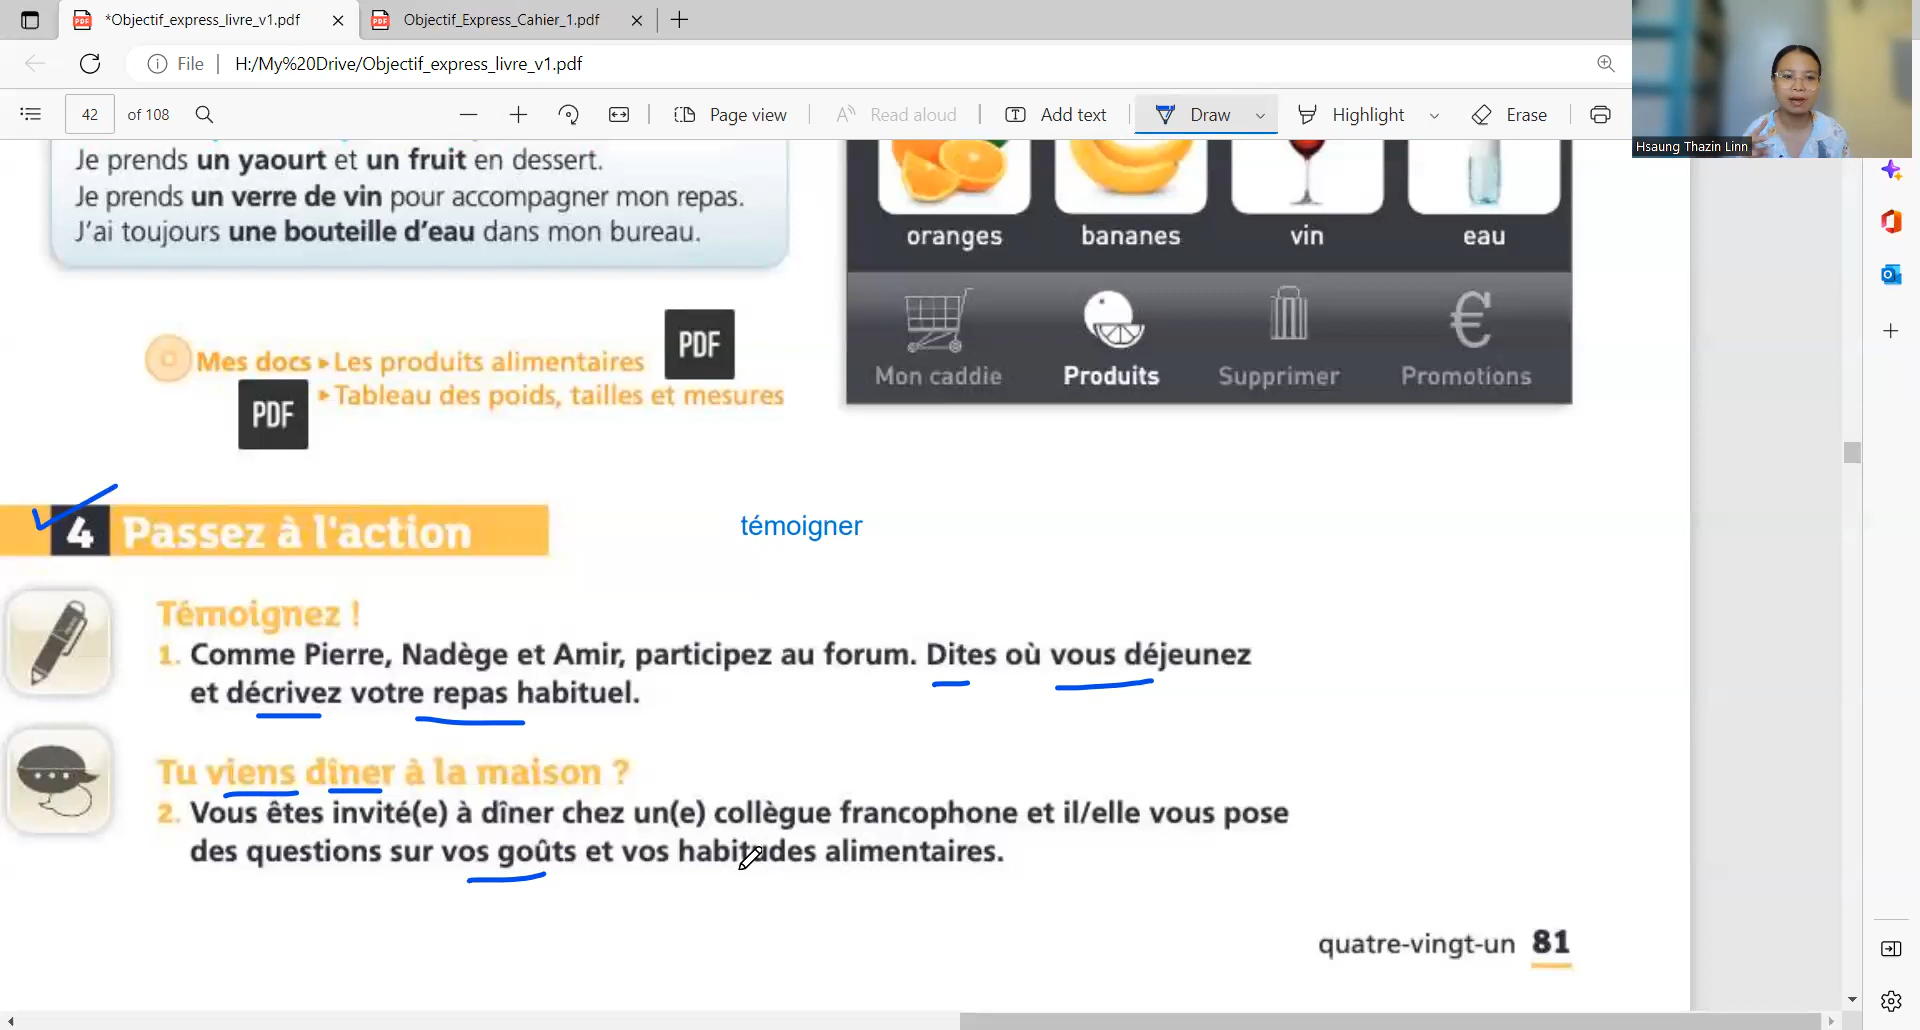 *Objectif_express_livre_v1.pdf
Objectif_Express_Cahier_1.pdf
File
H:/My%20Drive/Objectif_express_livre_v1.pdf
42 of 108
Page view
Read aloud
Add text
Draw
Highlight
Erase
Hsaung Thazin Linn
Je prends un yaourt et un fruit en dessert.
Je prends un verre de vin pour accompagner mon repas.
J'ai toujours une bouteille d'eau dans mon bureau.
oranges
bananes
vin
eau
Mon caddie
Produits
Supprimer
Promotions
Mes docs ▸ Les produits alimentaires
PDF
▸ Tableau des poids, tailles et mesures
PDF
4 Passez à l'action
témoigner
Témoignez !
1. Comme Pierre, Nadège et Amir, participez au forum. Dites où vous déjeunez
et décrivez votre repas habituel.
Tu viens dîner à la maison ?
2. Vous êtes invité(e) à dîner chez un(e) collègue francophone et il/elle vous pose
des questions sur vos goûts et vos habitudes alimentaires.
quatre-vingt-un 81